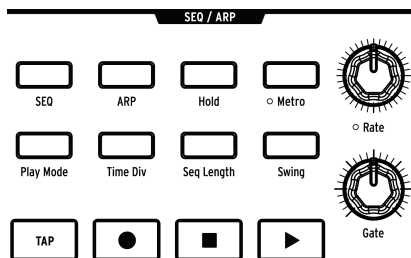 SEQ / ARP
SEQ ARP Hold Metro
Rate
Play Mode Time Div Seq Length Swing
Gate
TAP